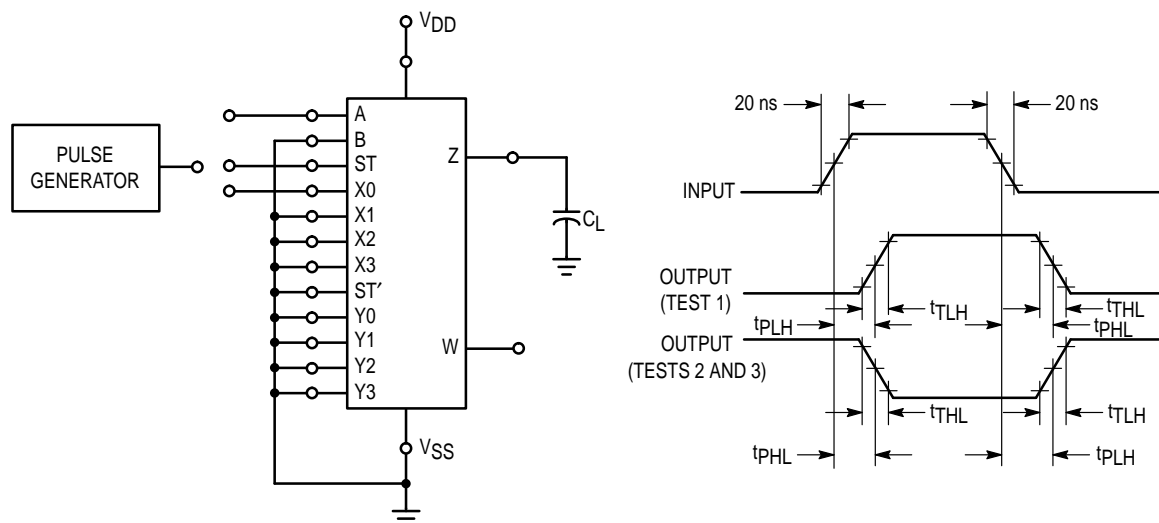 VDD
PULSE
GENERATOR
A
B
ST
X0
X1
X2
X3
ST′
Y0
Y1
Y2
Y3
Z
W
CL
VSS
20 ns
20 ns
INPUT
OUTPUT
(TEST 1)
tTLH
tTHL
tPLH
tPHL
OUTPUT
(TESTS 2 AND 3)
tTHL
tTLH
tPHL
tPLH